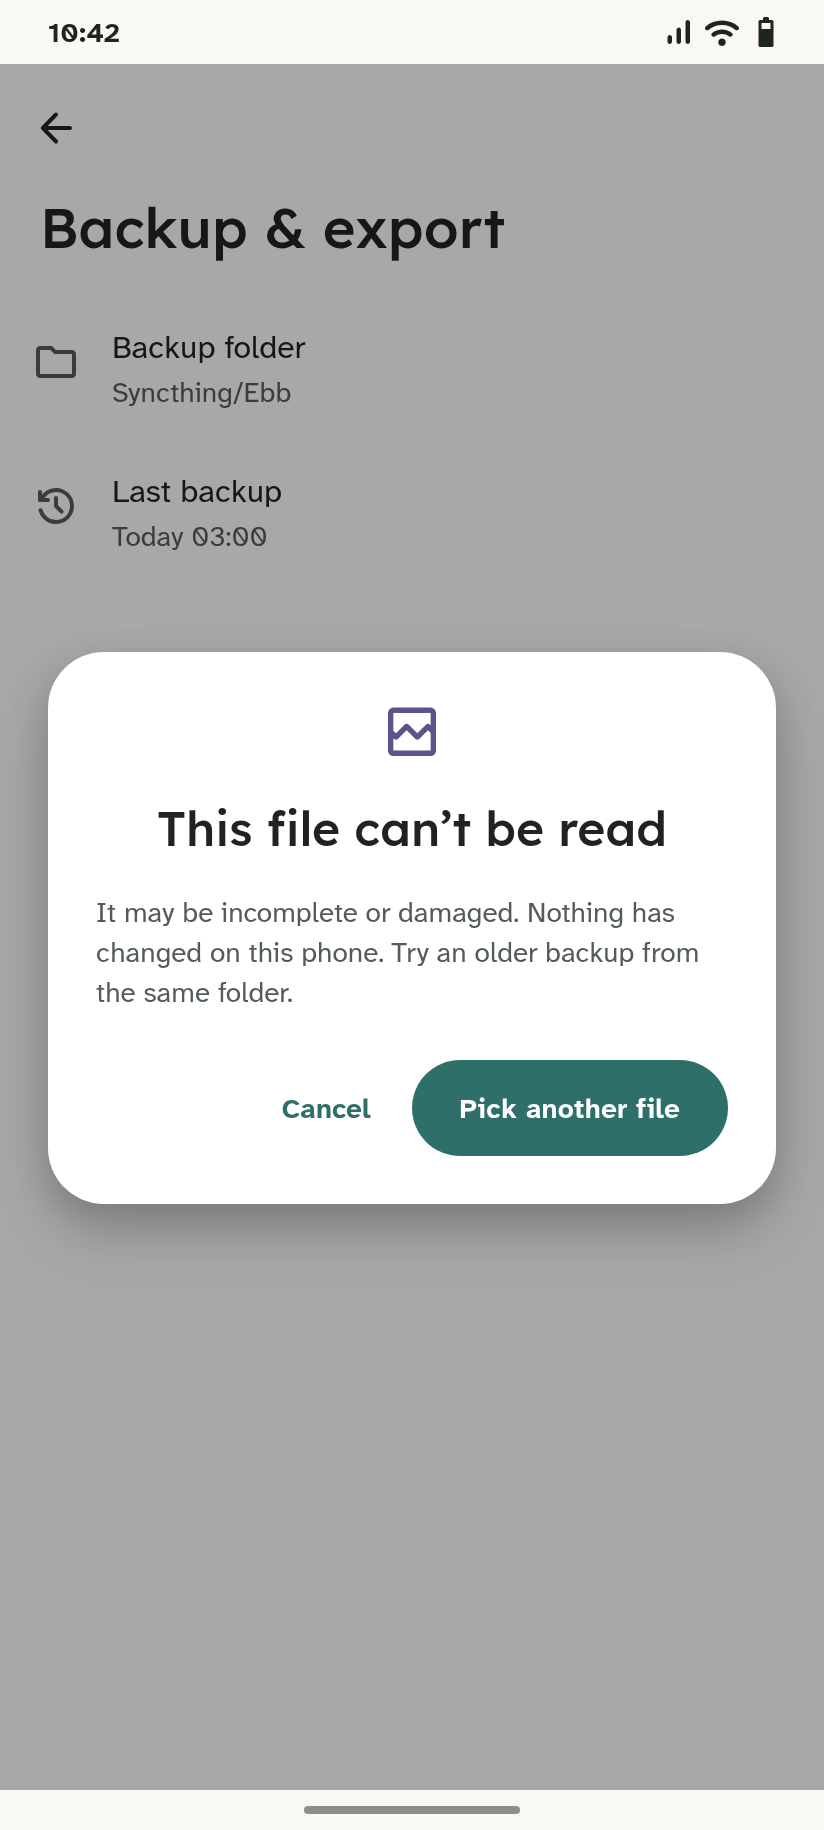 10:42
Backup & export
Backup folder
Syncthing/Ebb
Last backup
Today 03:00
This file can’t be read
It may be incomplete or damaged. Nothing has
changed on this phone. Try an older backup from
the same folder.
Cancel
Pick another file